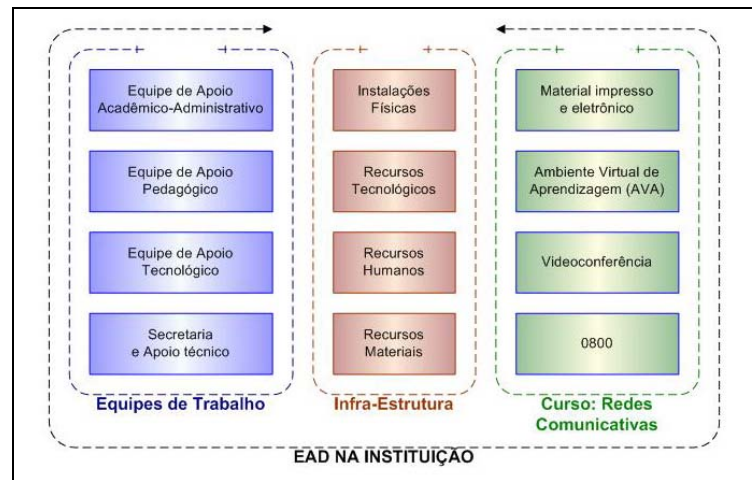 Equipe de Apoio
Acadêmico-Administrativo
Equipe de Apoio
Pedagógico
Equipe de Apoio
Tecnológico
Secretaria
e Apoio técnico
Equipes de Trabalho
Instalações
Físicas
Recursos
Tecnológicos
Recursos
Humanos
Recursos
Materiais
Infra-Estrutura
Material impresso
e eletrônico
Ambiente Virtual de
Aprendizagem (AVA)
Videoconferência
0800
Curso: Redes
Comunicativas
EAD NA INSTITUIÇÃO